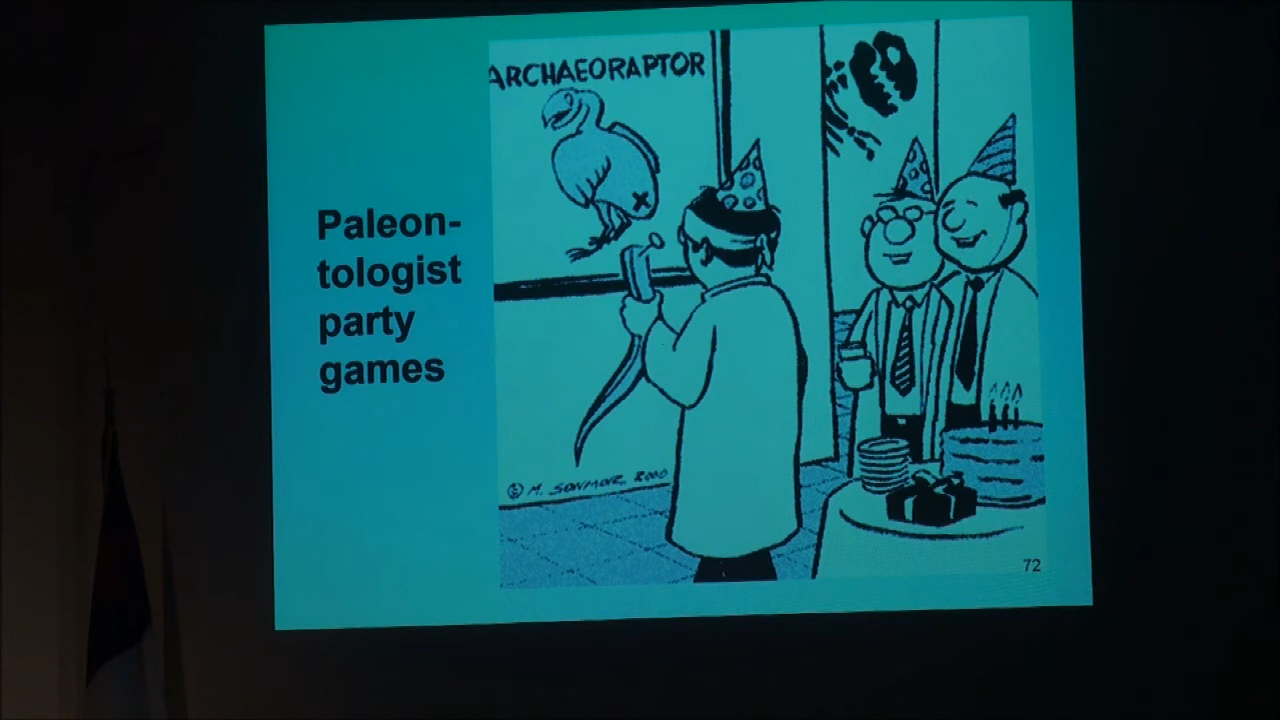 Paleon-
tologist
party
games
ARCHAEORAPTOR
© M. SONMOR, 2000
72